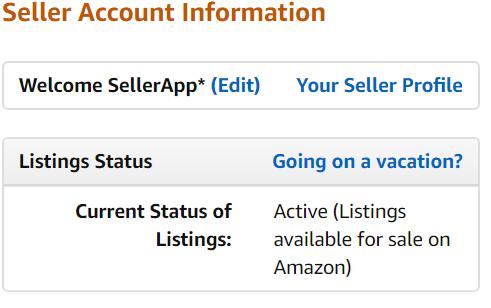 Seller Account Information
Welcome SellerApp* (Edit) Your Seller Profile
Listings Status Going on a vacation?
Current Status of Listings: Active (Listings available for sale on Amazon)